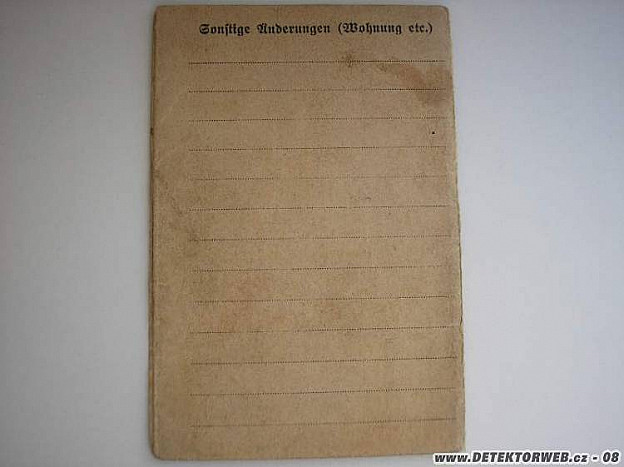 Sonſtige Änderungen (Wohnung etc.)
www.DETEKTORWEB.cz - 08